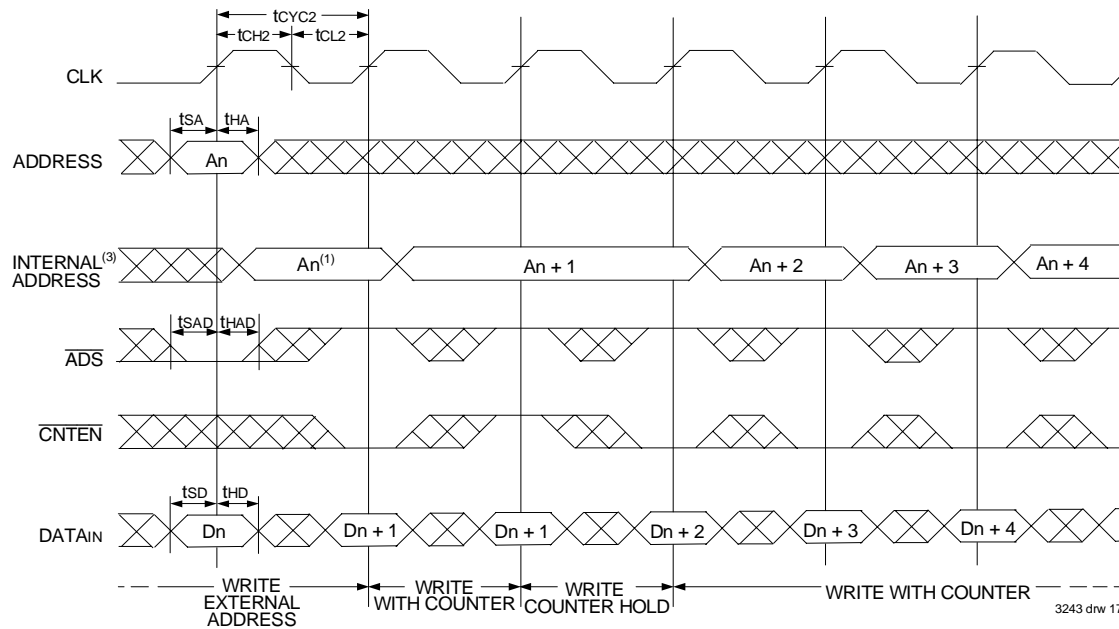 tCYC2
tCH2 tCL2
CLK
tSA tHA
ADDRESS An
INTERNAL(3) ADDRESS An(1) An + 1 An + 2 An + 3 An + 4
tSAD tHAD
ADS
CNTEN
tSD tHD
DATAIN Dn Dn + 1 Dn + 1 Dn + 2 Dn + 3 Dn + 4
WRITE EXTERNAL ADDRESS
WRITE WITH COUNTER
WRITE COUNTER HOLD
WRITE WITH COUNTER
3243 drw 17